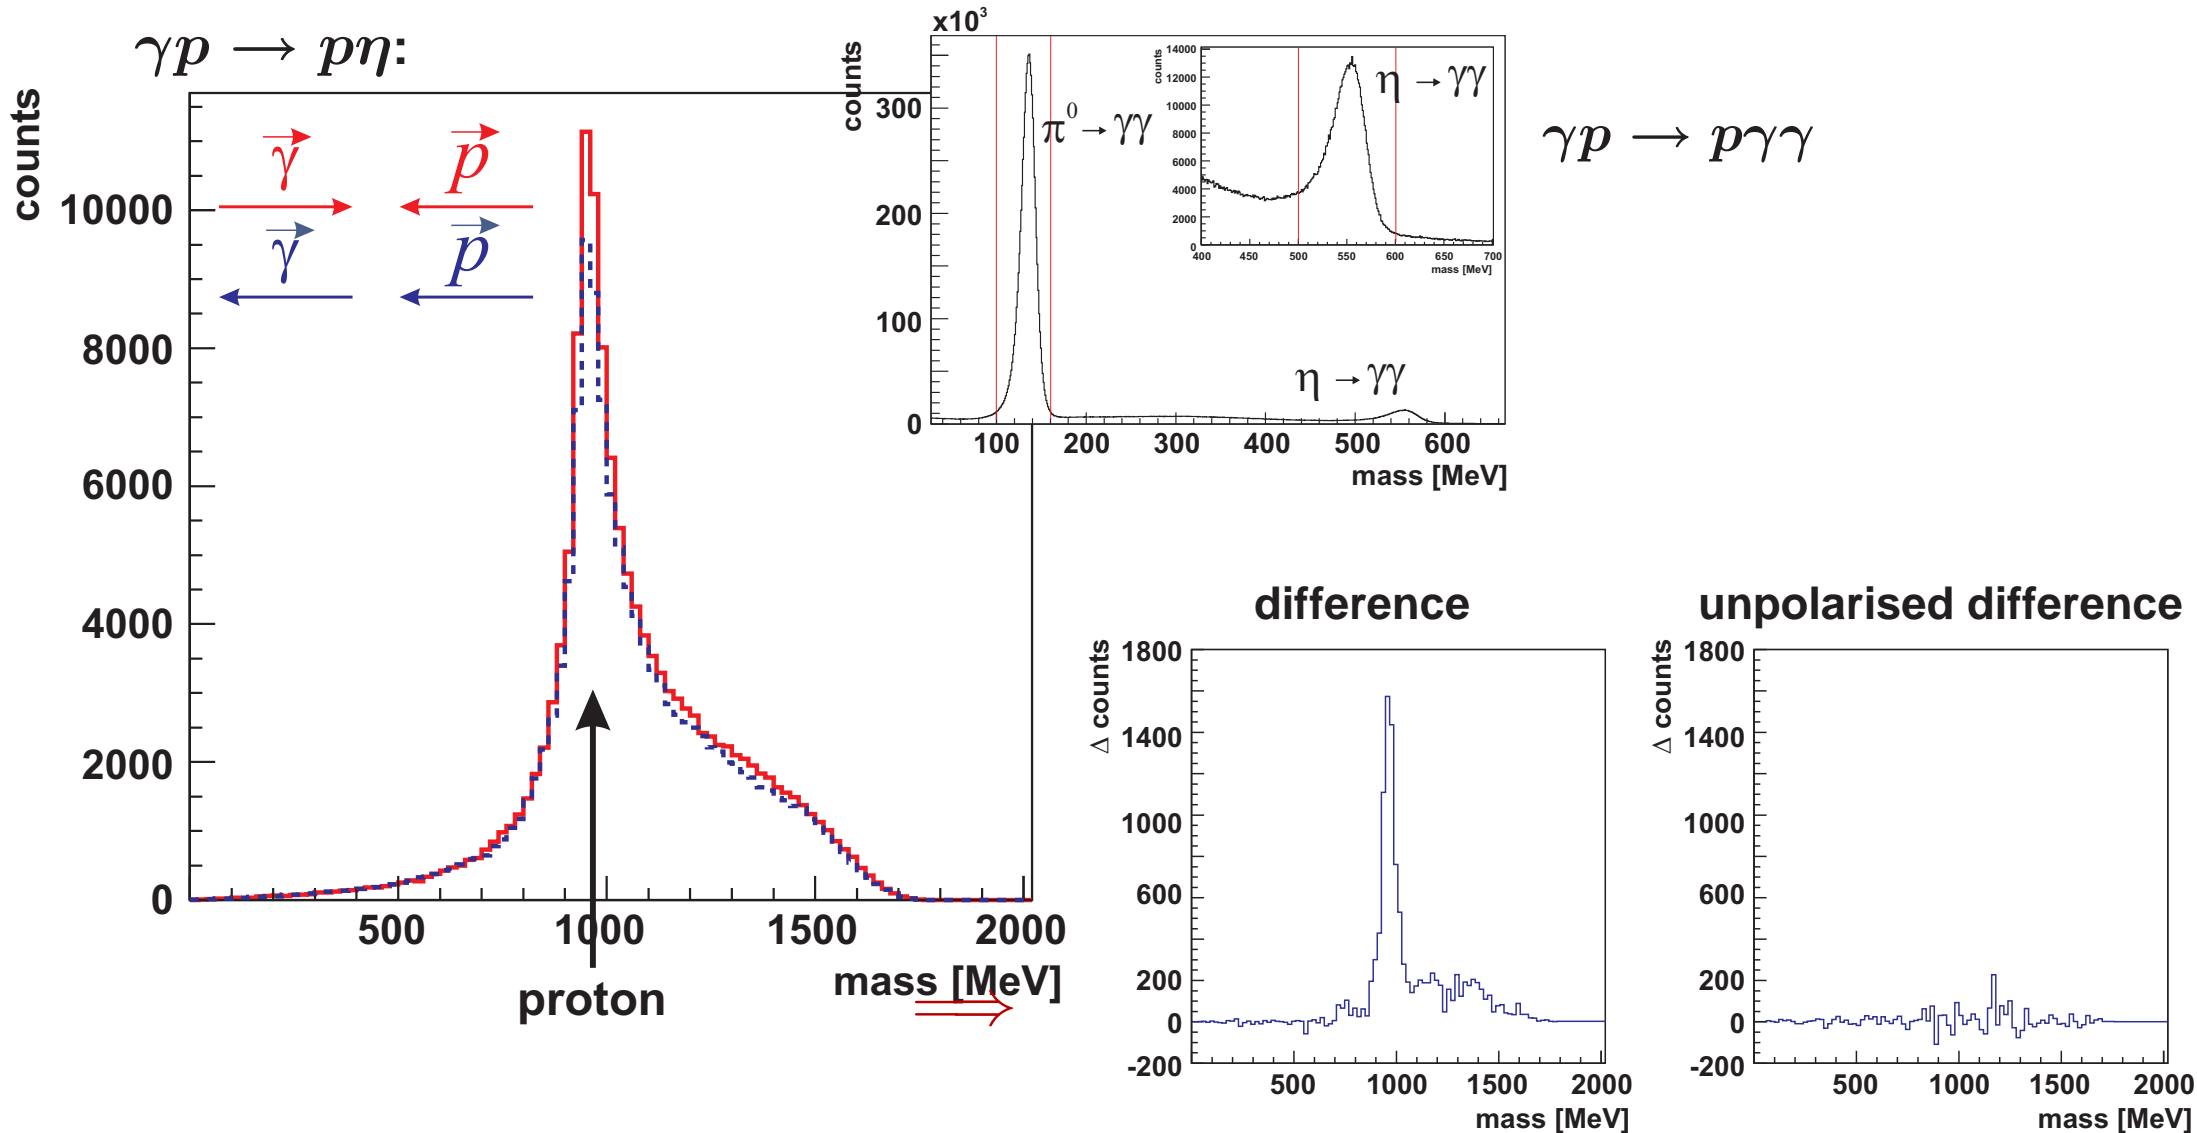 γp → pη:
counts
10000
8000
6000
4000
2000
0
500 1000 1500 2000
mass [MeV]
proton
γ p
γ p
x10³
counts
300
200
100
0
100 200 300 400 500 600
mass [MeV]
π⁰ → γγ
η → γγ
counts
14000
12000
10000
8000
6000
4000
2000
0
400 450 500 550 600 650 700
mass [MeV]
η → γγ
γp → pγγ
difference
Δ counts
1800
1400
1000
600
200
0
-200
500 1000 1500 2000
mass [MeV]
unpolarised difference
Δ counts
1800
1400
1000
600
200
0
-200
500 1000 1500 2000
mass [MeV]